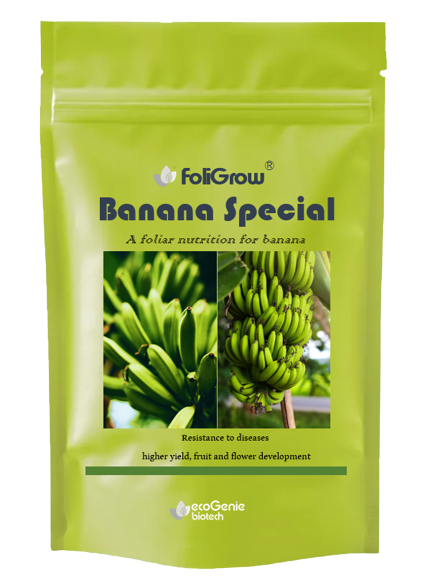 FoliGrow®
Banana Special
A foliar nutrition for banana
Resistance to diseases
higher yield, fruit and flower development
ecoGenie
biotech